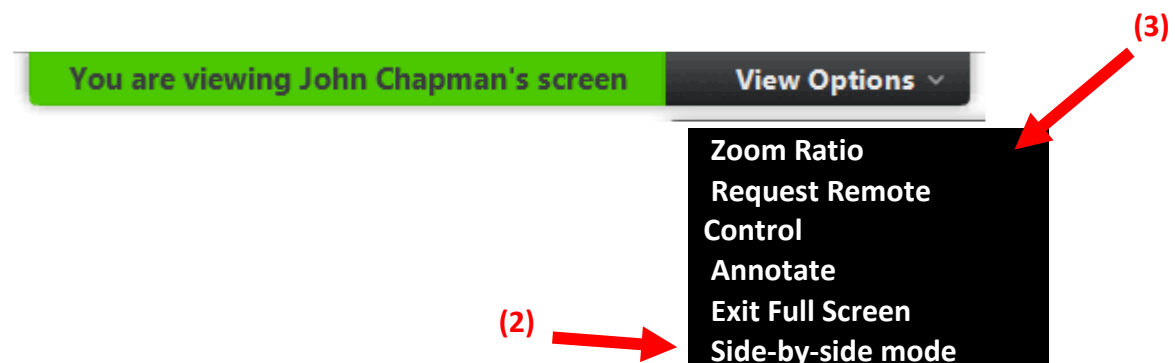 (3)
You are viewing John Chapman's screen View Options
Zoom Ratio
Request Remote
Control
Annotate
Exit Full Screen
(2)
Side-by-side mode